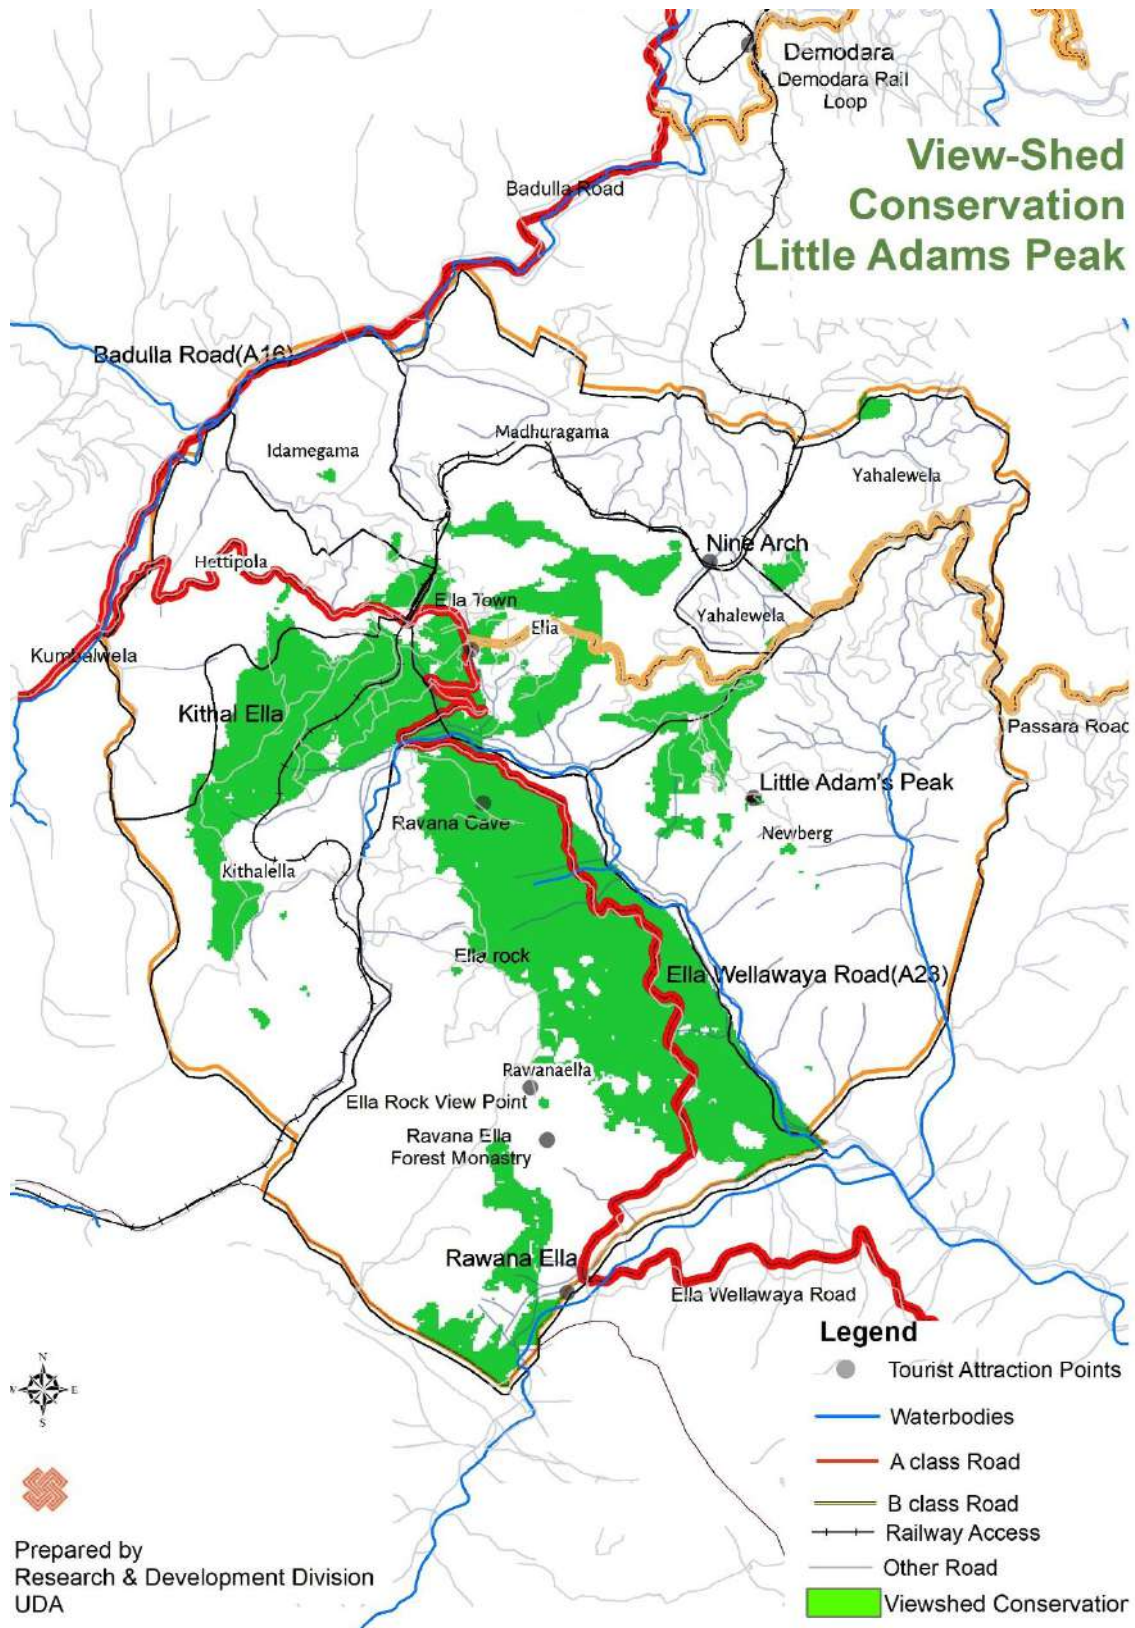 Demodara
Demodara Rail
Loop
View-Shed
Conservation
Little Adams Peak
Badulla Road
Badulla Road(A16)
Madhuragama
Idamegama
Yahalewela
Nine Arch
Hettipola
Ella Town
Yahalewela
Ella
Kumbalwela
Kithal Ella
Passara Road
Little Adam's Peak
Ravana Cave
Newberg
Kithalella
Ella rock
Ella Wellawaya Road(A23)
Rawanaella
Ella Rock View Point
Ravana Ella
Forest Monastry
Rawana Ella
Ella Wellawaya Road
Legend
Tourist Attraction Points
Waterbodies
A class Road
B class Road
Railway Access
Other Road
Viewshed Conservation
N
W
E
S
Prepared by
Research & Development Division
UDA